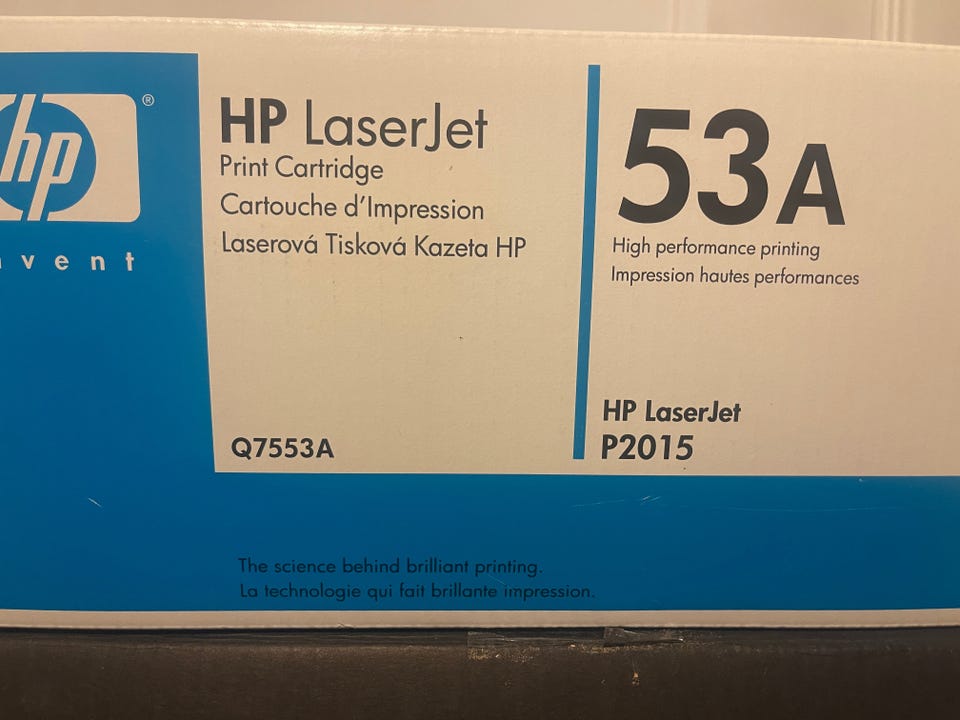 hp
®
nvent
HP LaserJet
Print Cartridge
Cartouche d'Impression
Laserová Tisková Kazeta HP
Q7553A
53A
High performance printing
Impression hautes performances
HP LaserJet
P2015
The science behind brilliant printing.
La technologie qui fait brillante impression.